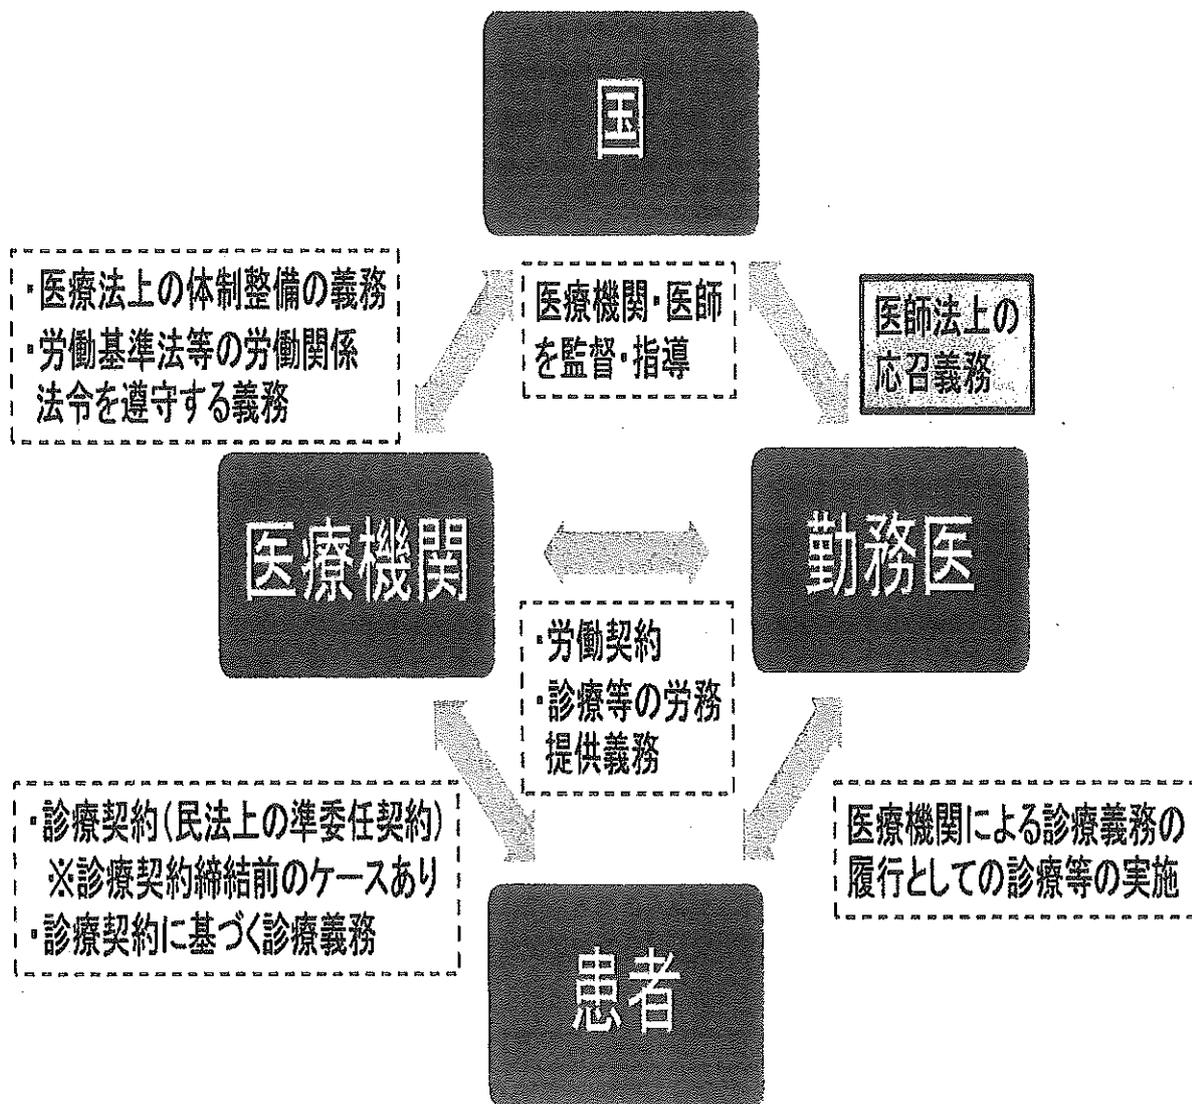 国
・医療法上の体制整備の義務
・労働基準法等の労働関係
法令を遵守する義務
医療機関・医師
を監督・指導
医師法上の
応召義務
医療機関
勤務医
・労働契約
・診療等の労務
提供義務
・診療契約(民法上の準委任契約)
※診療契約締結前のケースあり
・診療契約に基づく診療義務
医療機関による診療義務の
履行としての診療等の実施
患者